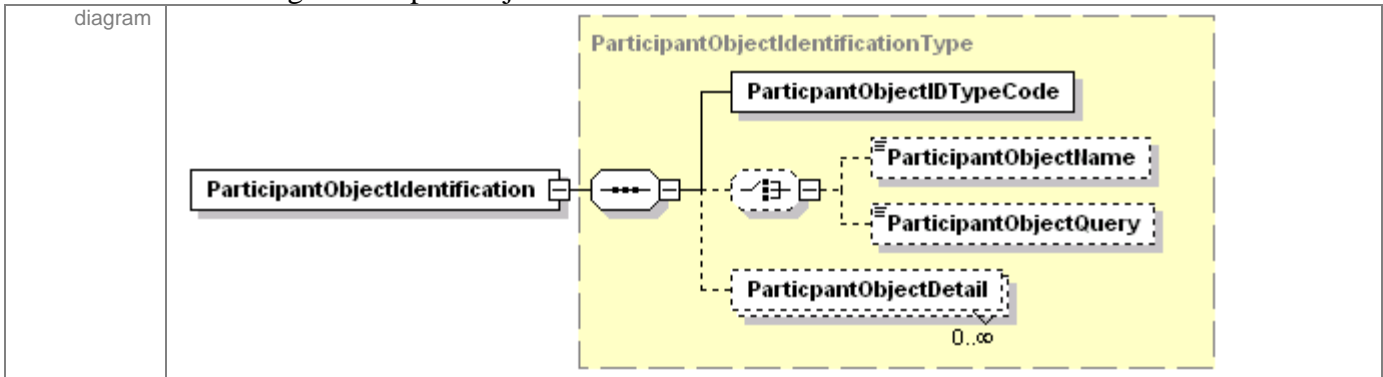 diagram
ParticipantObjectIdentificationType
ParticpantObjectIDTypeCode
ParticipantObjectName
ParticipantObjectIdentification
ParticipantObjectQuery
ParticpantObjectDetail
0..∞